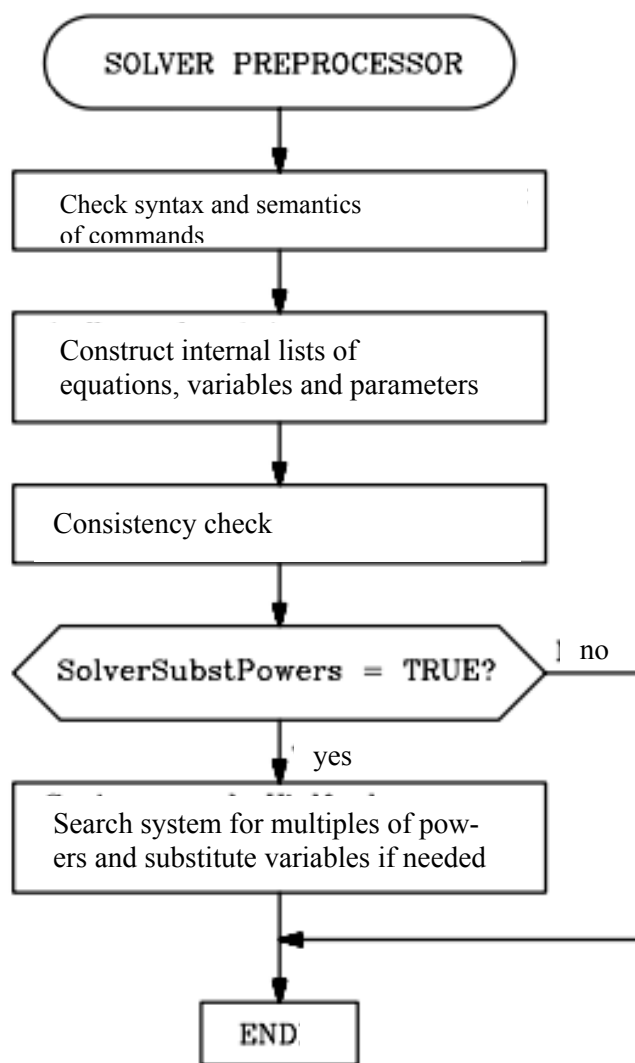 SOLVER PREPROCESSOR
Check syntax and semantics
of commands
Construct internal lists of
equations, variables and parameters
Consistency check
SolverSubstPowers = TRUE?
no
yes
Search system for multiples of pow-
ers and substitute variables if needed
END